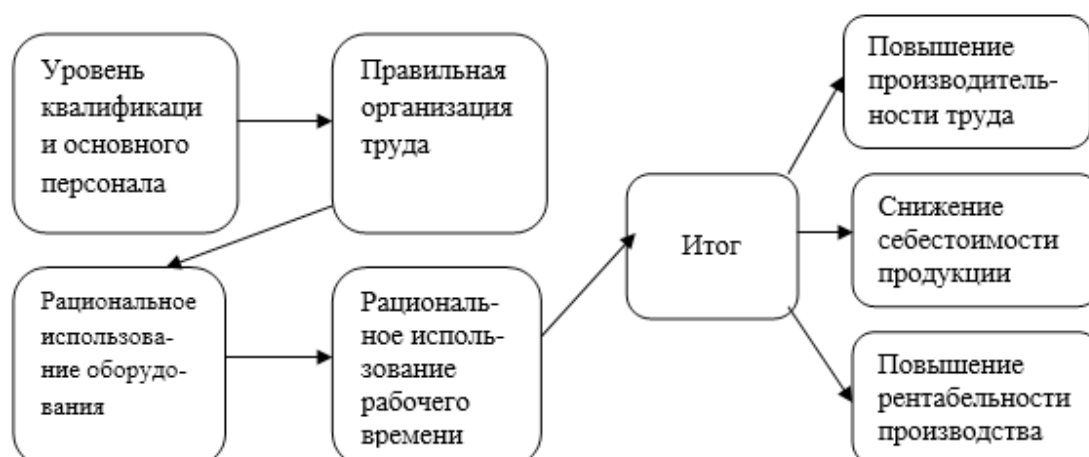 Уровень
квалификаци
и основного
персонала
Правильная
организация
труда
Рациональное
использова-
ние оборудо-
вания
Рациональ-
ное исполь-
зование
рабочего
времени
Итог
Повышение
производитель-
ности труда
Снижение
себестоимости
продукции
Повышение
рентабельности
производства